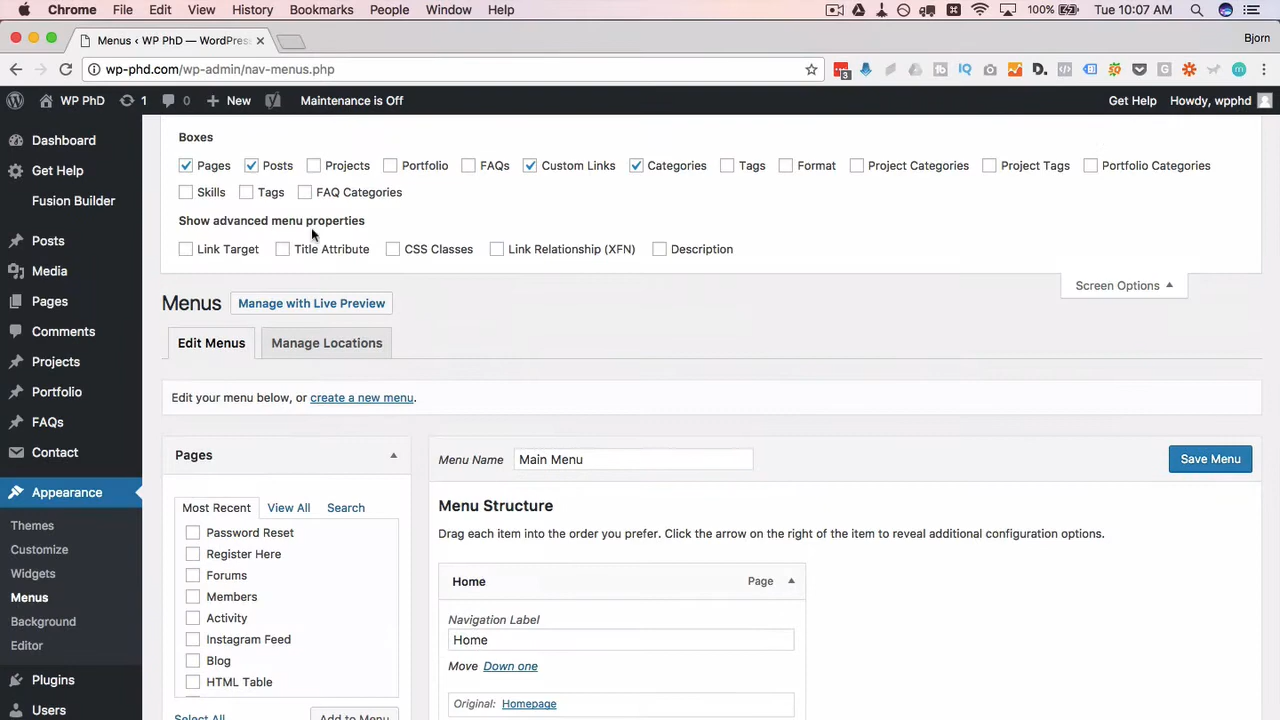 Chrome File Edit View History Bookmarks People Window Help 100% Tue 10:07 AM
Menus ‹ WP PhD — WordPress Bjorn
wp-phd.com/wp-admin/nav-menus.php 3
WP PhD 1 0 New Maintenance is Off Get Help Howdy, wpphd
Dashboard
Get Help
Fusion Builder
Posts
Media
Pages
Comments
Projects
Portfolio
FAQs
Contact
Appearance
Themes
Customize
Widgets
Menus
Background
Editor
Plugins
Users
Boxes
Pages Posts Projects Portfolio FAQs Custom Links Categories Tags Format Project Categories Project Tags Portfolio Categories
Skills Tags FAQ Categories
Show advanced menu properties
Link Target Title Attribute CSS Classes Link Relationship (XFN) Description
Screen Options
Menus Manage with Live Preview
Edit Menus Manage Locations
Edit your menu below, or create a new menu.
Pages
Most Recent View All Search
Password Reset
Register Here
Forums
Members
Activity
Instagram Feed
Blog
HTML Table
Select All Add to Menu
Menu Name Main Menu Save Menu
Menu Structure
Drag each item into the order you prefer. Click the arrow on the right of the item to reveal additional configuration options.
Home Page
Navigation Label
Home
Move Down one
Original: Homepage